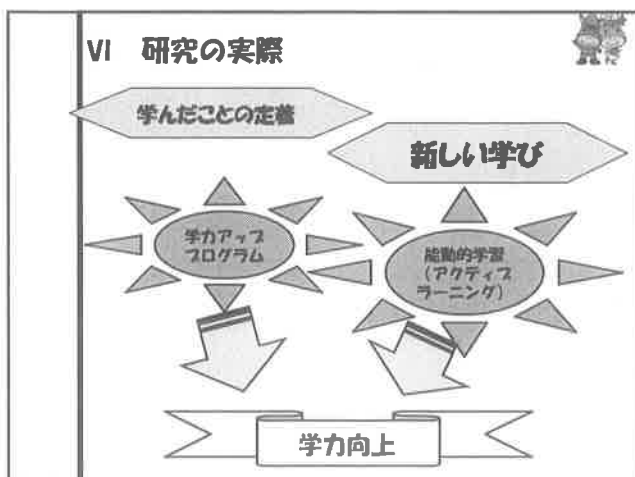 VI 研究の実際
学んだことの定着
新しい学び
学力アップ
プログラム
能動的学習
(アクティブ
ラーニング)
学力向上